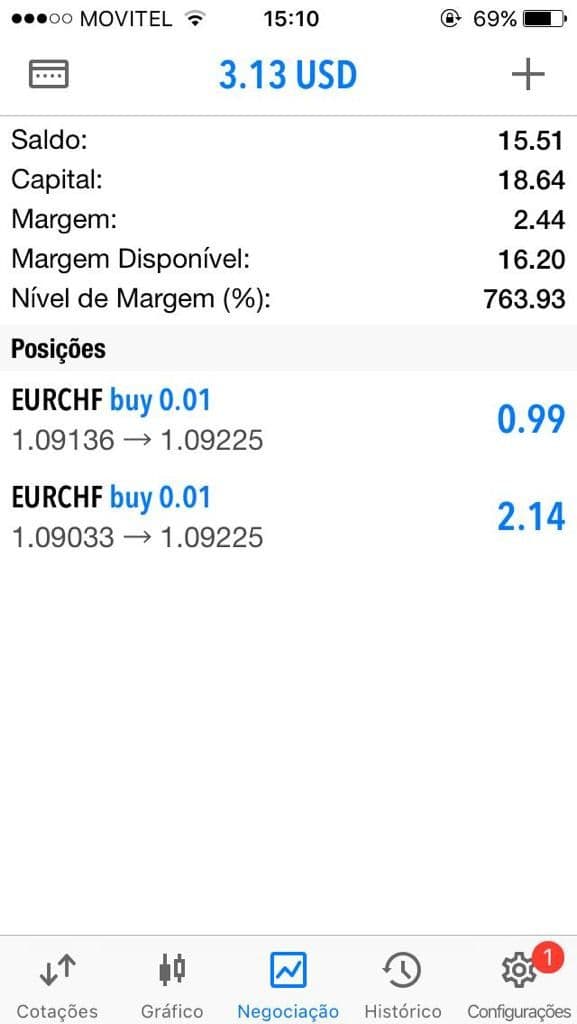 MOVITEL 15:10 69%
3.13 USD
Saldo: 15.51
Capital: 18.64
Margem: 2.44
Margem Disponível: 16.20
Nível de Margem (%): 763.93
Posições
EURCHF buy 0.01 0.99
1.09136 → 1.09225
EURCHF buy 0.01 2.14
1.09033 → 1.09225
1
Cotações Gráfico Negociação Histórico Configurações